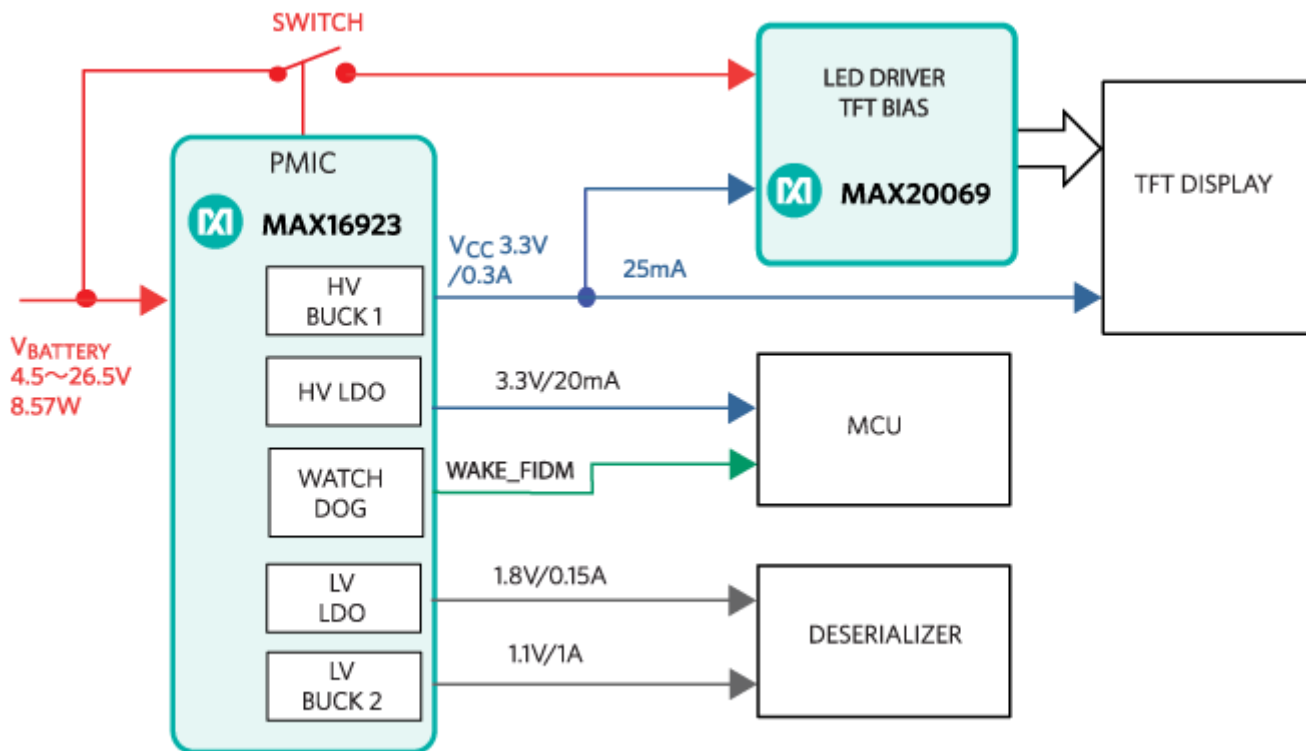 SWITCH
LED DRIVER
TFT BIAS
MAX20069
TFT DISPLAY
PMIC
MAX16923
VCC 3.3V
/0.3A
25mA
HV
BUCK 1
VBATTERY
4.5～26.5V
8.57W
HV LDO
3.3V/20mA
MCU
WATCH
DOG
WAKE_FIDM
LV
LDO
1.8V/0.15A
DESERIALIZER
LV
BUCK 2
1.1V/1A